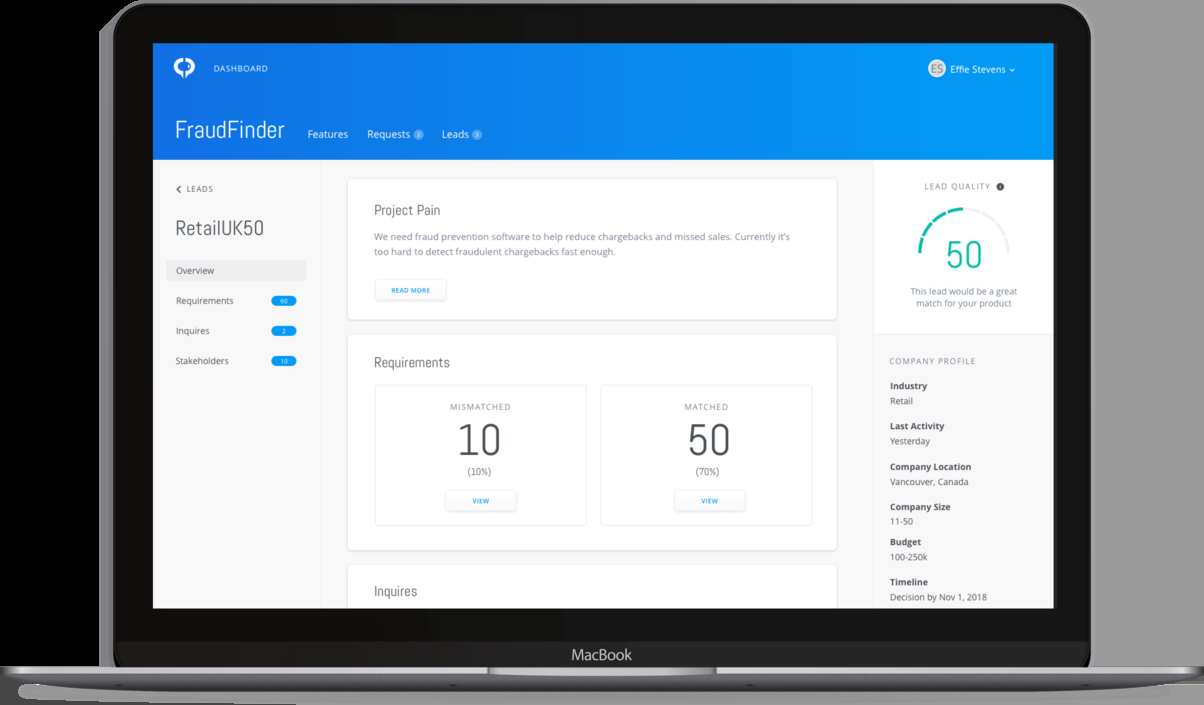 DASHBOARD
ES Effie Stevens
FraudFinder
Features
Requests 2
Leads 3
LEADS
RetailUK50
Overview
Requirements 60
Inquires 2
Stakeholders 10
Project Pain
We need fraud prevention software to help reduce chargebacks and missed sales. Currently it's
too hard to detect fraudulent chargebacks fast enough.
READ MORE
Requirements
MISMATCHED
10
(10%)
VIEW
MATCHED
50
(70%)
VIEW
Inquires
LEAD QUALITY i
50
This lead would be a great
match for your product
COMPANY PROFILE
Industry
Retail
Last Activity
Yesterday
Company Location
Vancouver, Canada
Company Size
11-50
Budget
100-250k
Timeline
Decision by Nov 1, 2018
MacBook